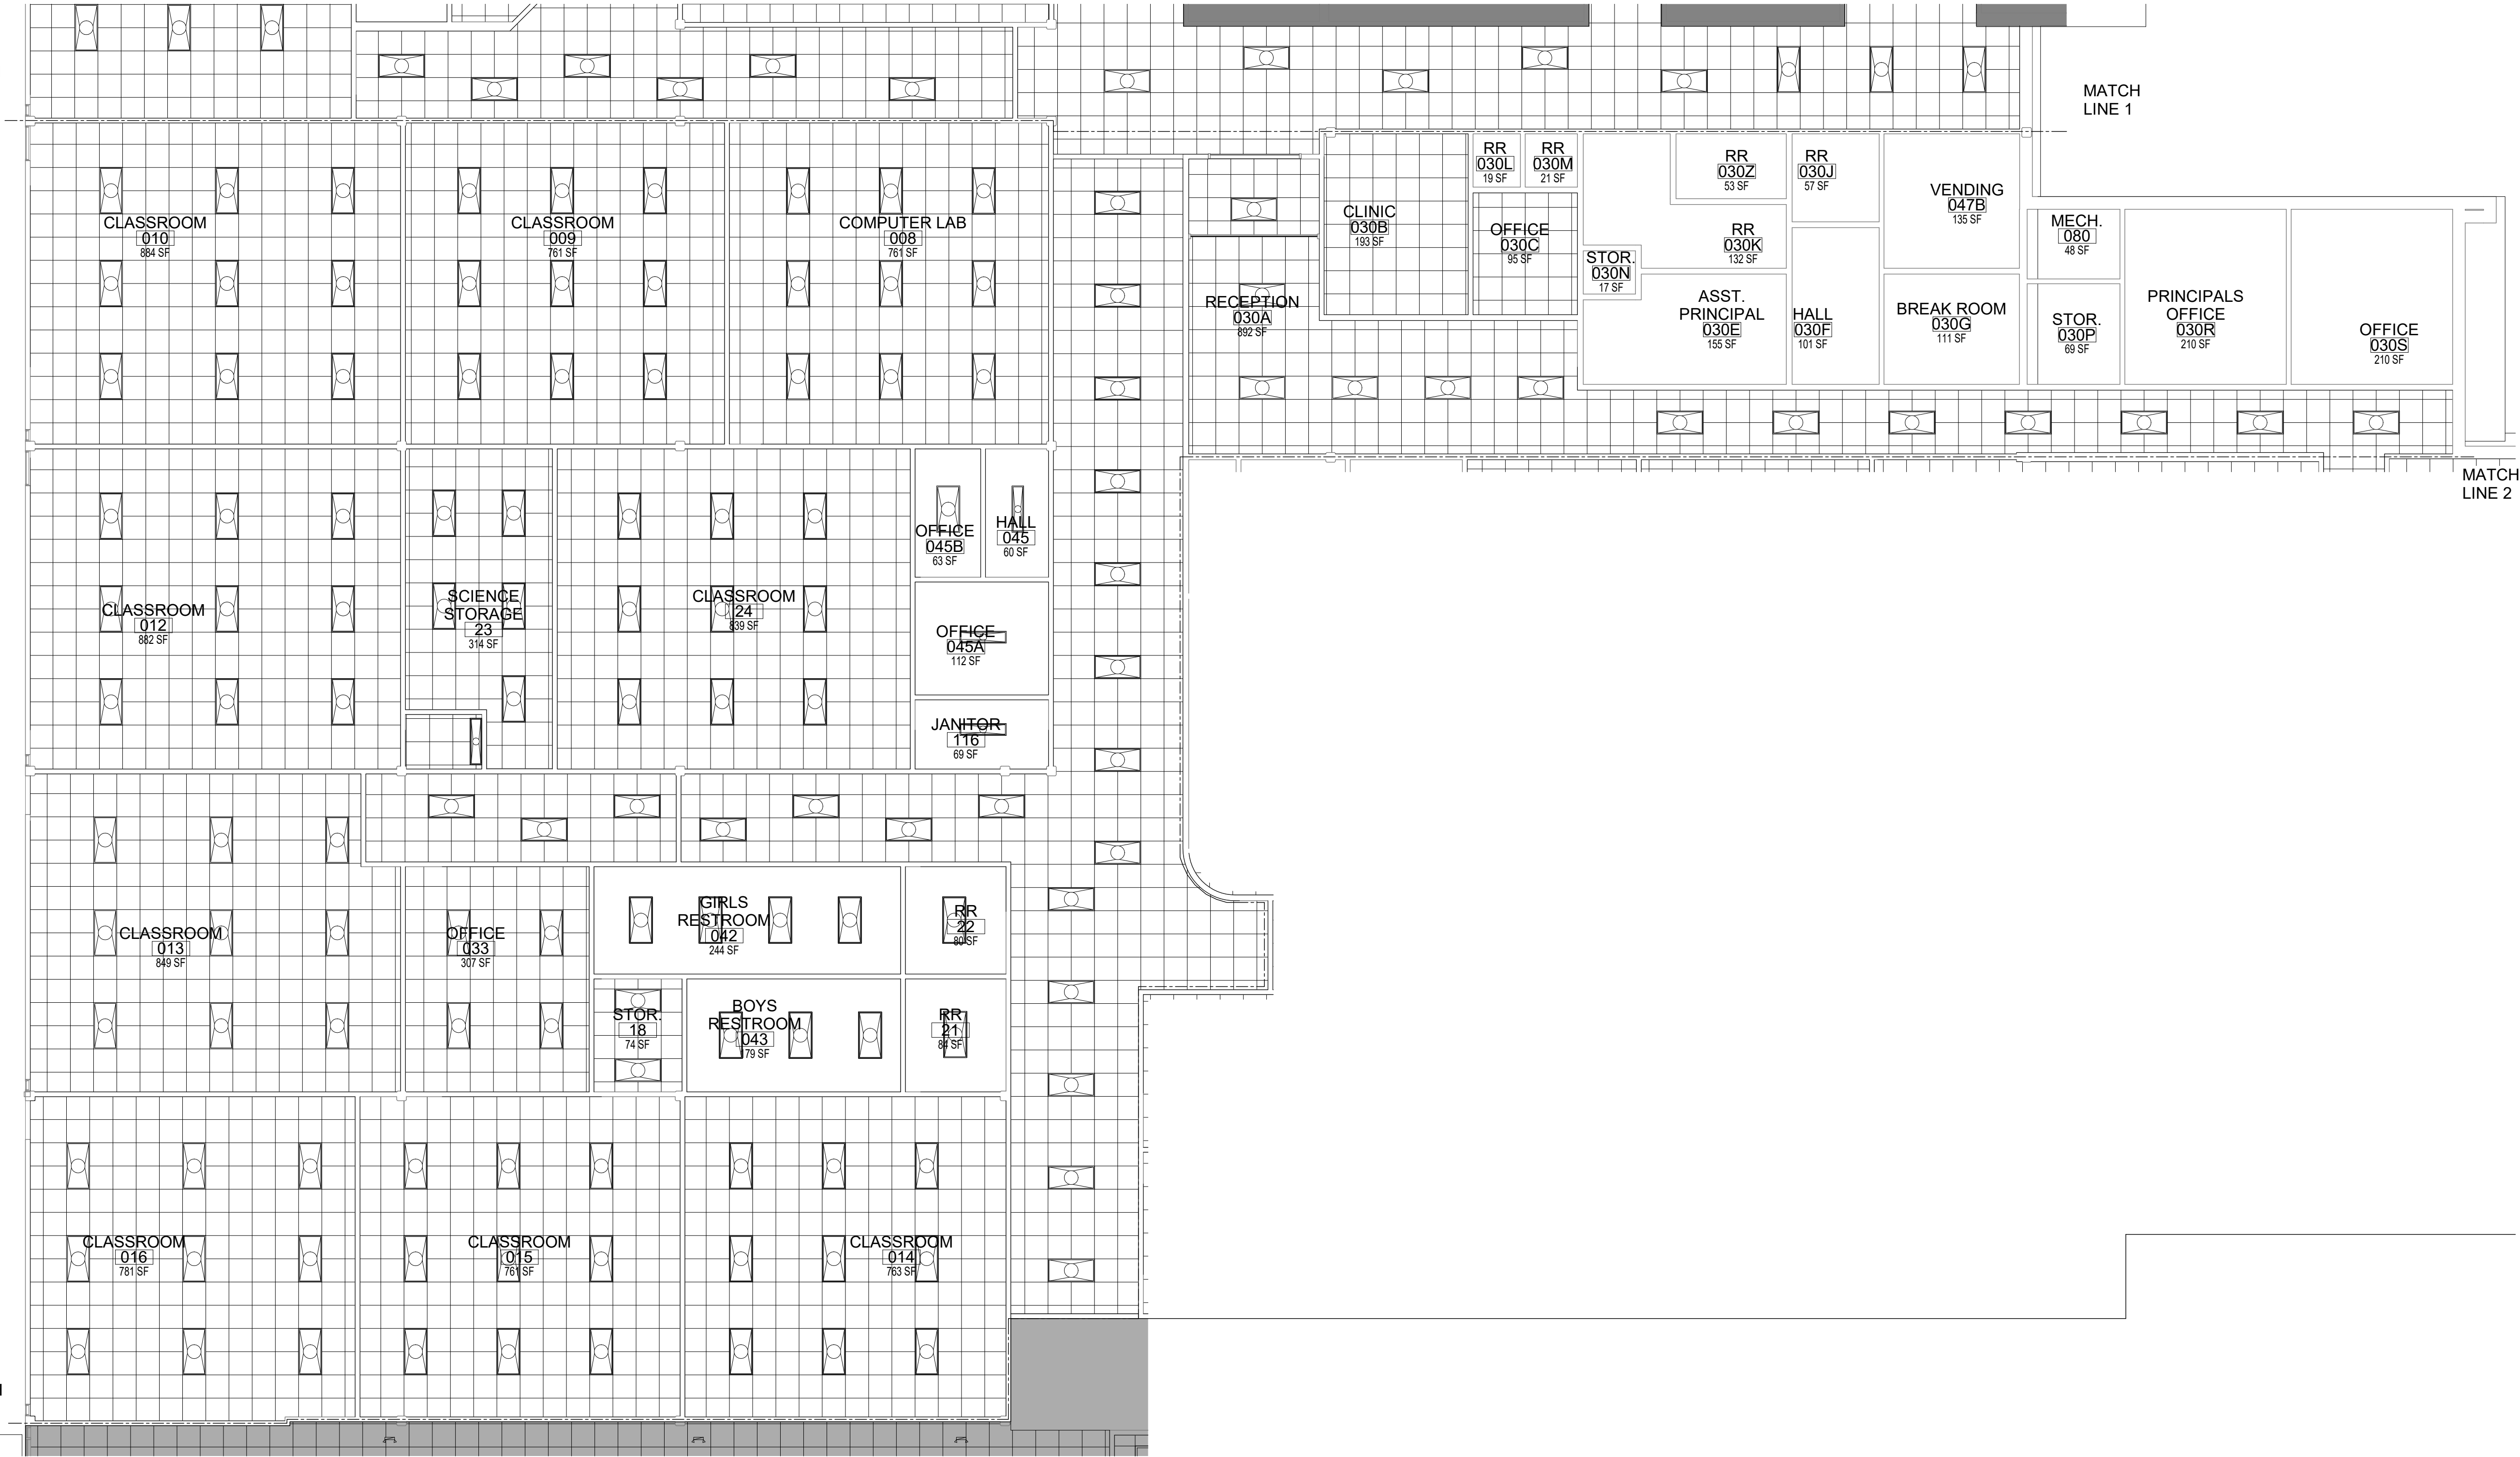 MATCH
LINE 1
RR
030L
19 SF
RR
030M
21 SF
RR
030Z
53 SF
RR
030J
57 SF
VENDING
047B
135 SF
CLASSROOM
010
884 SF
CLASSROOM
009
761 SF
COMPUTER LAB
008
761 SF
CLINIC
030B
193 SF
OFFICE
030C
95 SF
RR
030K
132 SF
MECH.
080
48 SF
STOR.
030N
17 SF
RECEPTION
030A
892 SF
ASST.
PRINCIPAL
030E
155 SF
HALL
030F
101 SF
BREAK ROOM
030G
111 SF
STOR.
030P
69 SF
PRINCIPALS
OFFICE
030R
210 SF
OFFICE
030S
210 SF
MATCH
LINE 2
OFFICE
045B
63 SF
HALL
045
60 SF
CLASSROOM
012
882 SF
SCIENCE
STORAGE
23
314 SF
CLASSROOM
24
839 SF
OFFICE
045A
112 SF
JANITOR
116
69 SF
CLASSROOM
013
849 SF
OFFICE
033
307 SF
GIRLS
RESTROOM
042
244 SF
RR
22
80 SF
STOR.
18
74 SF
BOYS
RESTROOM
043
179 SF
RR
21
84 SF
CLASSROOM
016
781 SF
CLASSROOM
015
761 SF
CLASSROOM
014
763 SF